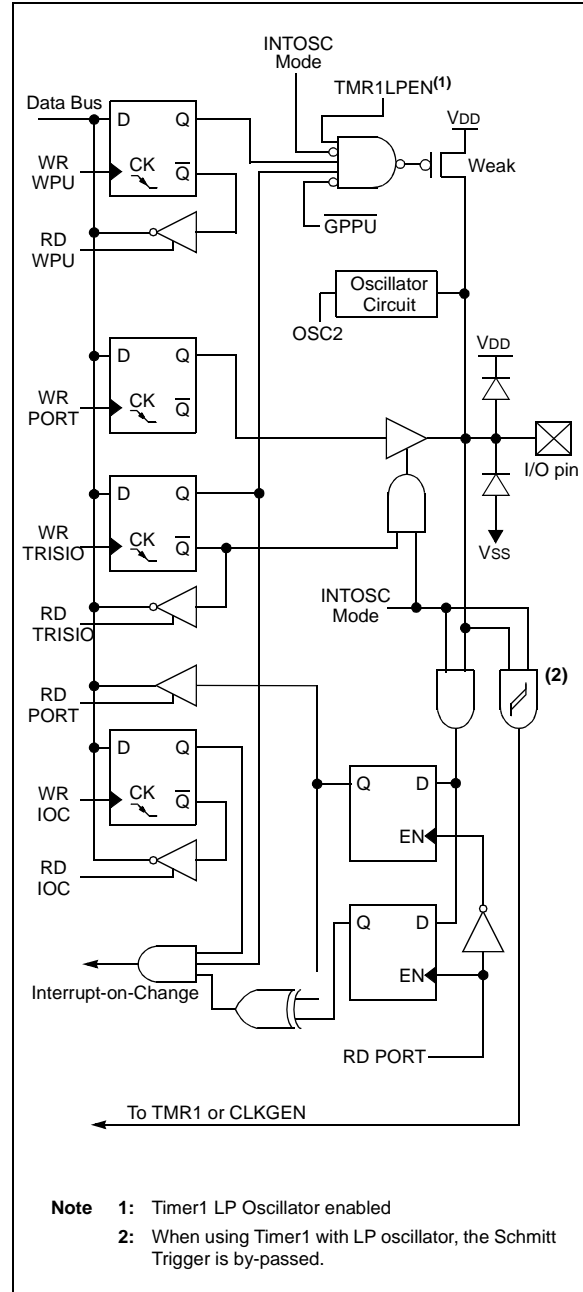 INTOSC
Mode
TMR1LPEN(1)
Data Bus
D Q
VDD
WR
WPU
CK Q
Weak
GPPU
RD
WPU
Oscillator
Circuit
OSC2
D Q
VDD
WR
PORT
CK Q
I/O pin
D Q
WR
TRISIO
CK Q
VSS
INTOSC
Mode
RD
TRISIO
(2)
RD
PORT
D Q
Q D
WR
IOC
CK Q
EN
RD
IOC
Q D
EN
Interrupt-on-Change
RD PORT
To TMR1 or CLKGEN
Note 1: Timer1 LP Oscillator enabled
2: When using Timer1 with LP oscillator, the Schmitt
Trigger is by-passed.